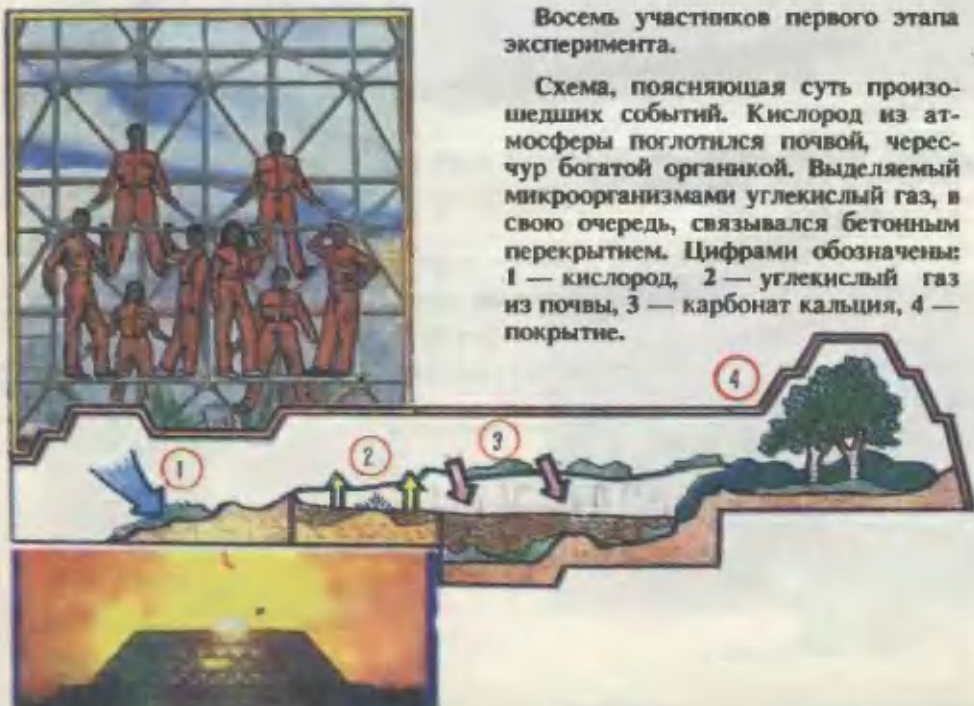 Восемь участников первого этапа
эксперимента.
Схема, поясняющая суть произо-
шедших событий. Кислород из ат-
мосферы поглотился почвой, черес-
чур богатой органикой. Выделяемый
микроорганизмами углекислый газ, в
свою очередь, связывался бетонным
перекрытием. Цифрами обозначены:
1 — кислород, 2 — углекислый газ
из почвы, 3 — карбонат кальция, 4 —
покрытие.
4
1
2
3